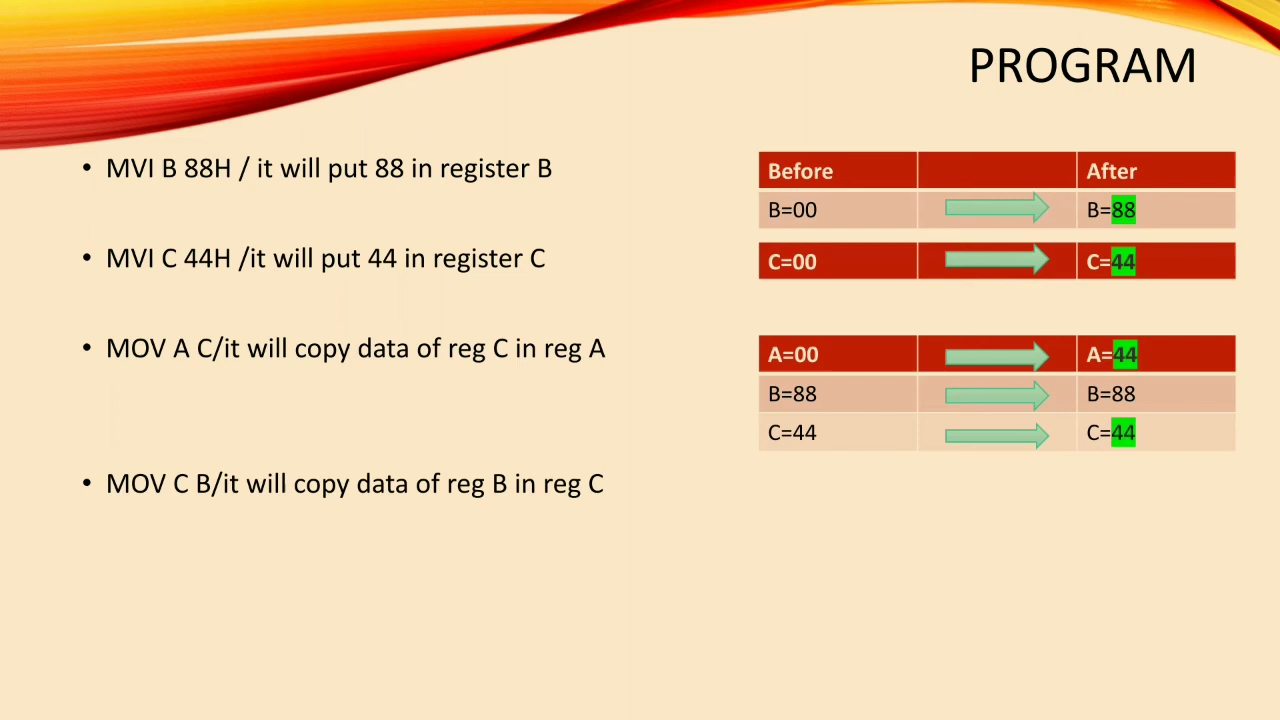 PROGRAM
• MVI B 88H / it will put 88 in register B
• MVI C 44H /it will put 44 in register C
• MOV A C/it will copy data of reg C in reg A
• MOV C B/it will copy data of reg B in reg C
Before After
B=00 B=88
C=00 C=44
A=00 A=44
B=88 B=88
C=44 C=44